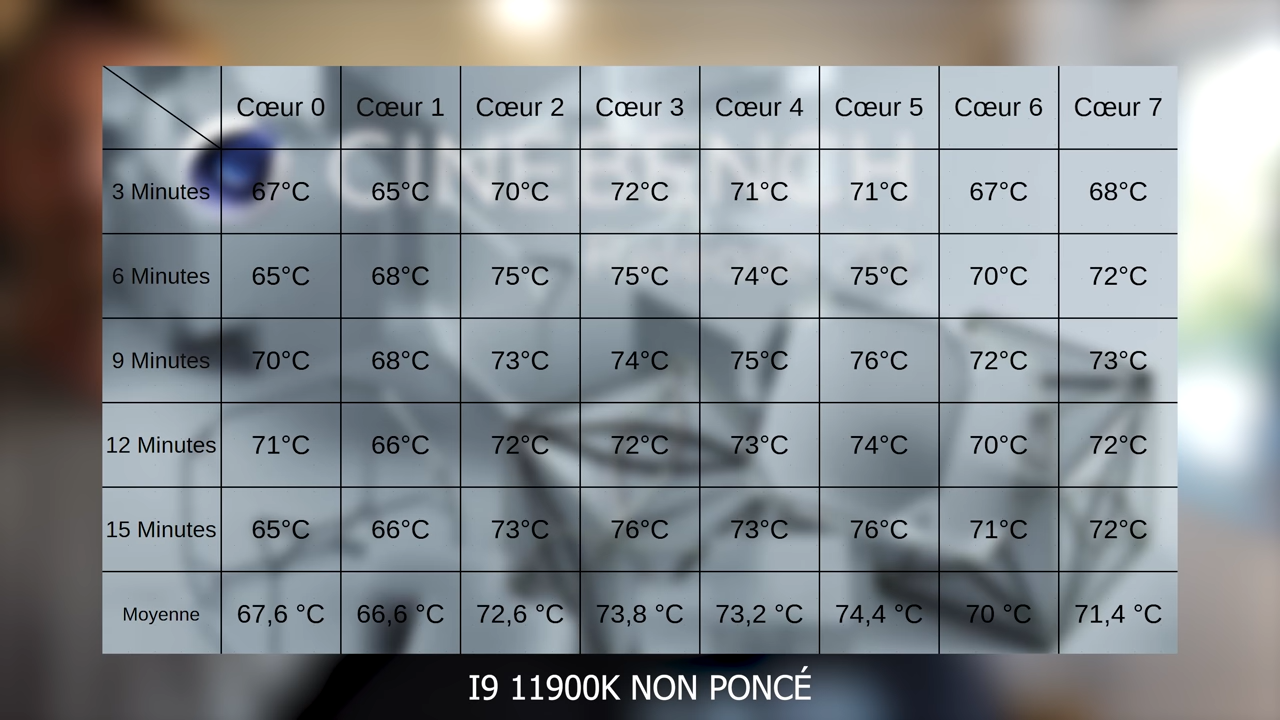 Cœur 0 Cœur 1 Cœur 2 Cœur 3 Cœur 4 Cœur 5 Cœur 6 Cœur 7
CINEBENCH
3 Minutes 67°C 65°C 70°C 72°C 71°C 71°C 67°C 68°C
6 Minutes 65°C 68°C 75°C 75°C 74°C 75°C 70°C 72°C
9 Minutes 70°C 68°C 73°C 74°C 75°C 76°C 72°C 73°C
12 Minutes 71°C 66°C 72°C 72°C 73°C 74°C 70°C 72°C
15 Minutes 65°C 66°C 73°C 76°C 73°C 76°C 71°C 72°C
Moyenne 67,6 °C 66,6 °C 72,6 °C 73,8 °C 73,2 °C 74,4 °C 70 °C 71,4 °C
I9 11900K NON PONCÉ